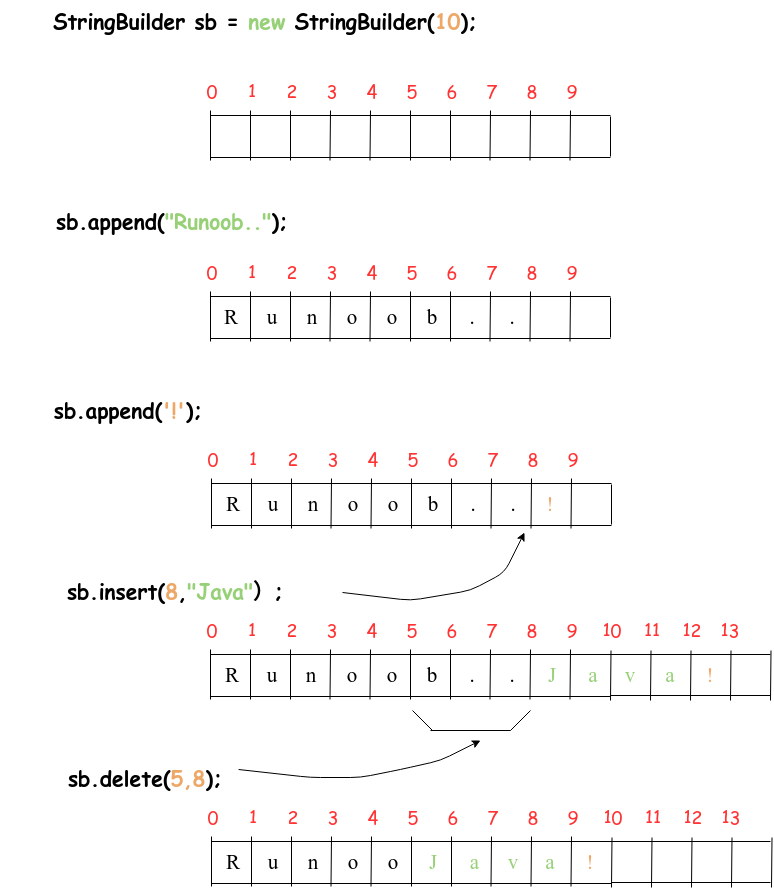 StringBuilder sb = new StringBuilder(10);
0 1 2 3 4 5 6 7 8 9
sb.append("Runoob..");
0 1 2 3 4 5 6 7 8 9
R u n o o b . .
sb.append('!');
0 1 2 3 4 5 6 7 8 9
R u n o o b . . !
sb.insert(8,"Java") ;
0 1 2 3 4 5 6 7 8 9 10 11 12 13
R u n o o b . . J a v a !
sb.delete(5,8);
0 1 2 3 4 5 6 7 8 9 10 11 12 13
R u n o o J a v a !